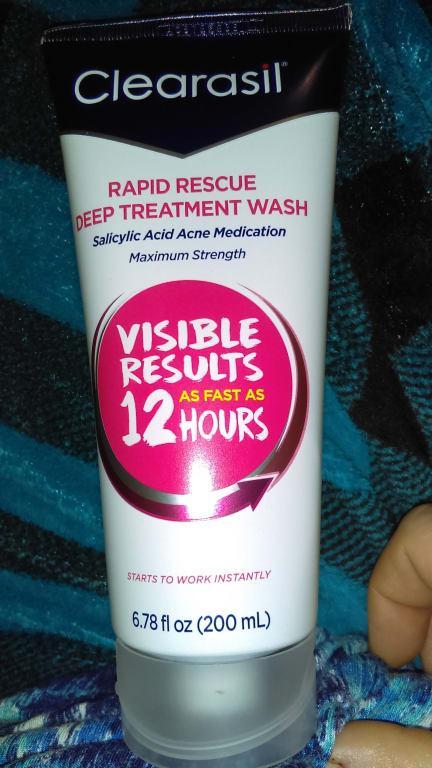 Clearasil®
RAPID RESCUE
DEEP TREATMENT WASH
Salicylic Acid Acne Medication
Maximum Strength
VISIBLE
RESULTS
AS FAST AS
12 HOURS
STARTS TO WORK INSTANTLY
6.78 fl oz (200 mL)